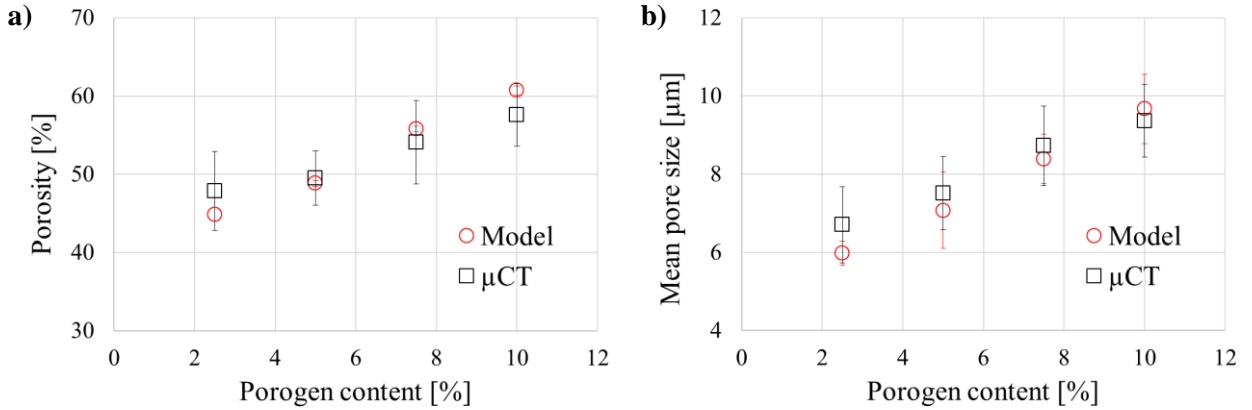 a)
70
60
50
40
30
Porosity [%]
Model
µCT
0 2 4 6 8 10 12
Porogen content [%]
b)
12
10
8
6
4
Mean pore size [µm]
Model
µCT
0 2 4 6 8 10 12
Porogen content [%]